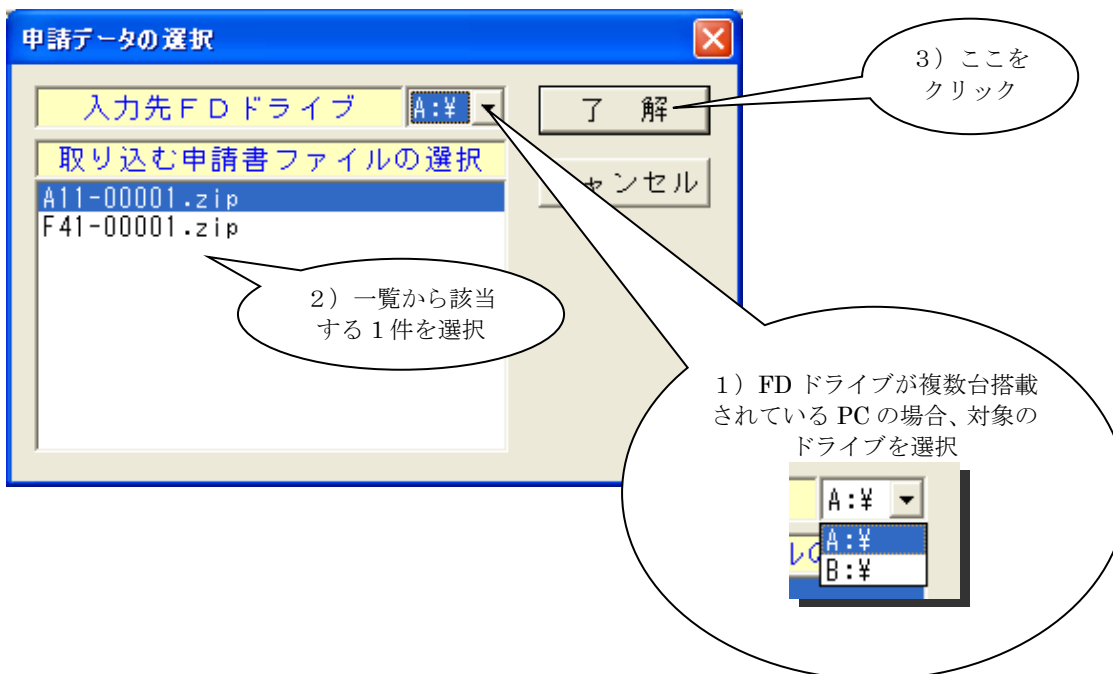 申請データの選択
入力先ＦＤドライブ
A:¥
了　解
取り込む申請書ファイルの選択
ャンセル
A11-00001.zip
F41-00001.zip
３）ここを
クリック
２）一覧から該当
する１件を選択
１）FD ドライブが複数台搭載
されている PC の場合、対象の
ドライブを選択
A:¥
ルの
A:¥
B:¥